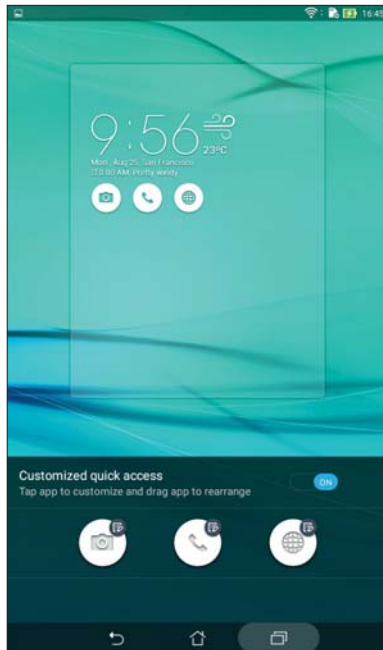 16:45
9:56
23°C
Mon, Aug 25, San Francisco
Pretty windy
Customized quick access
ON
Tap app to customize and drag app to rearrange